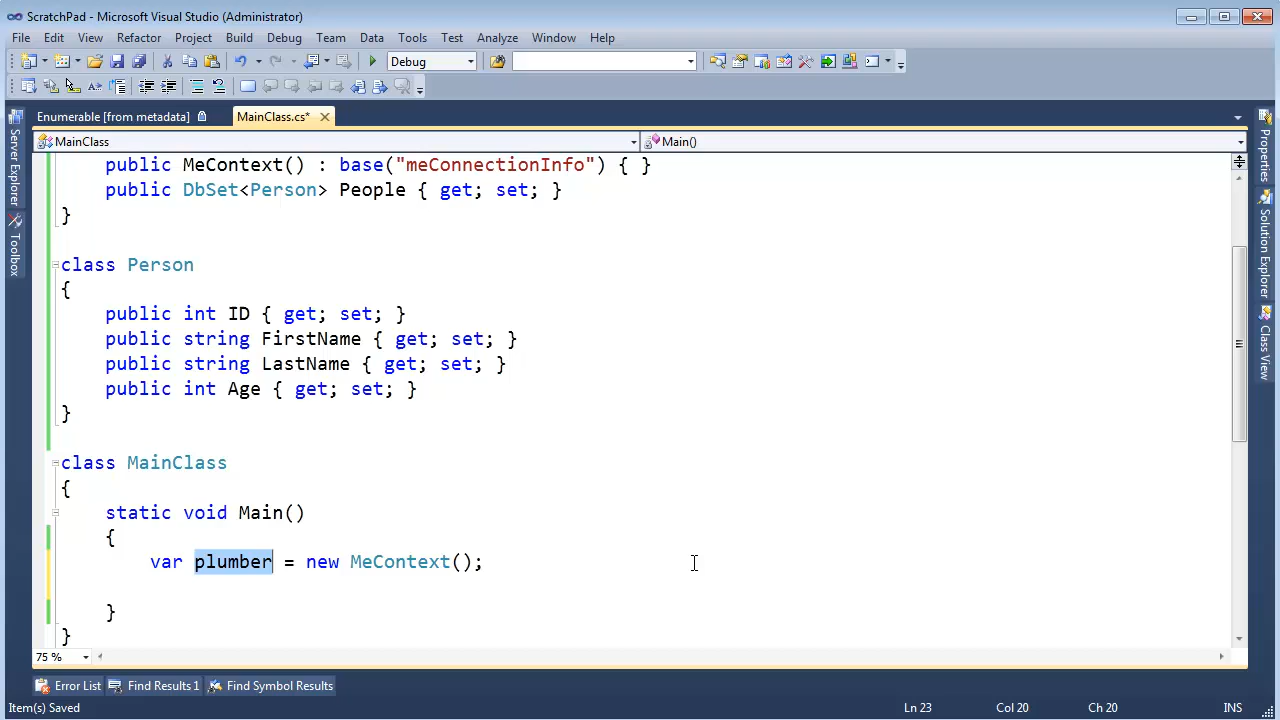 ScratchPad - Microsoft Visual Studio (Administrator)
File Edit View Refactor Project Build Debug Team Data Tools Test Analyze Window Help
Debug
Enumerable [from metadata] MainClass.cs*
MainClass Main()
public MeContext() : base("meConnectionInfo") { }
public DbSet<Person> People { get; set; }
}
class Person
{
public int ID { get; set; }
public string FirstName { get; set; }
public string LastName { get; set; }
public int Age { get; set; }
}
class MainClass
{
static void Main()
{
var plumber = new MeContext();
}
}
75 %
Server Explorer
Toolbox
Properties
Solution Explorer
Class View
Error List Find Results 1 Find Symbol Results
Item(s) Saved Ln 23 Col 20 Ch 20 INS